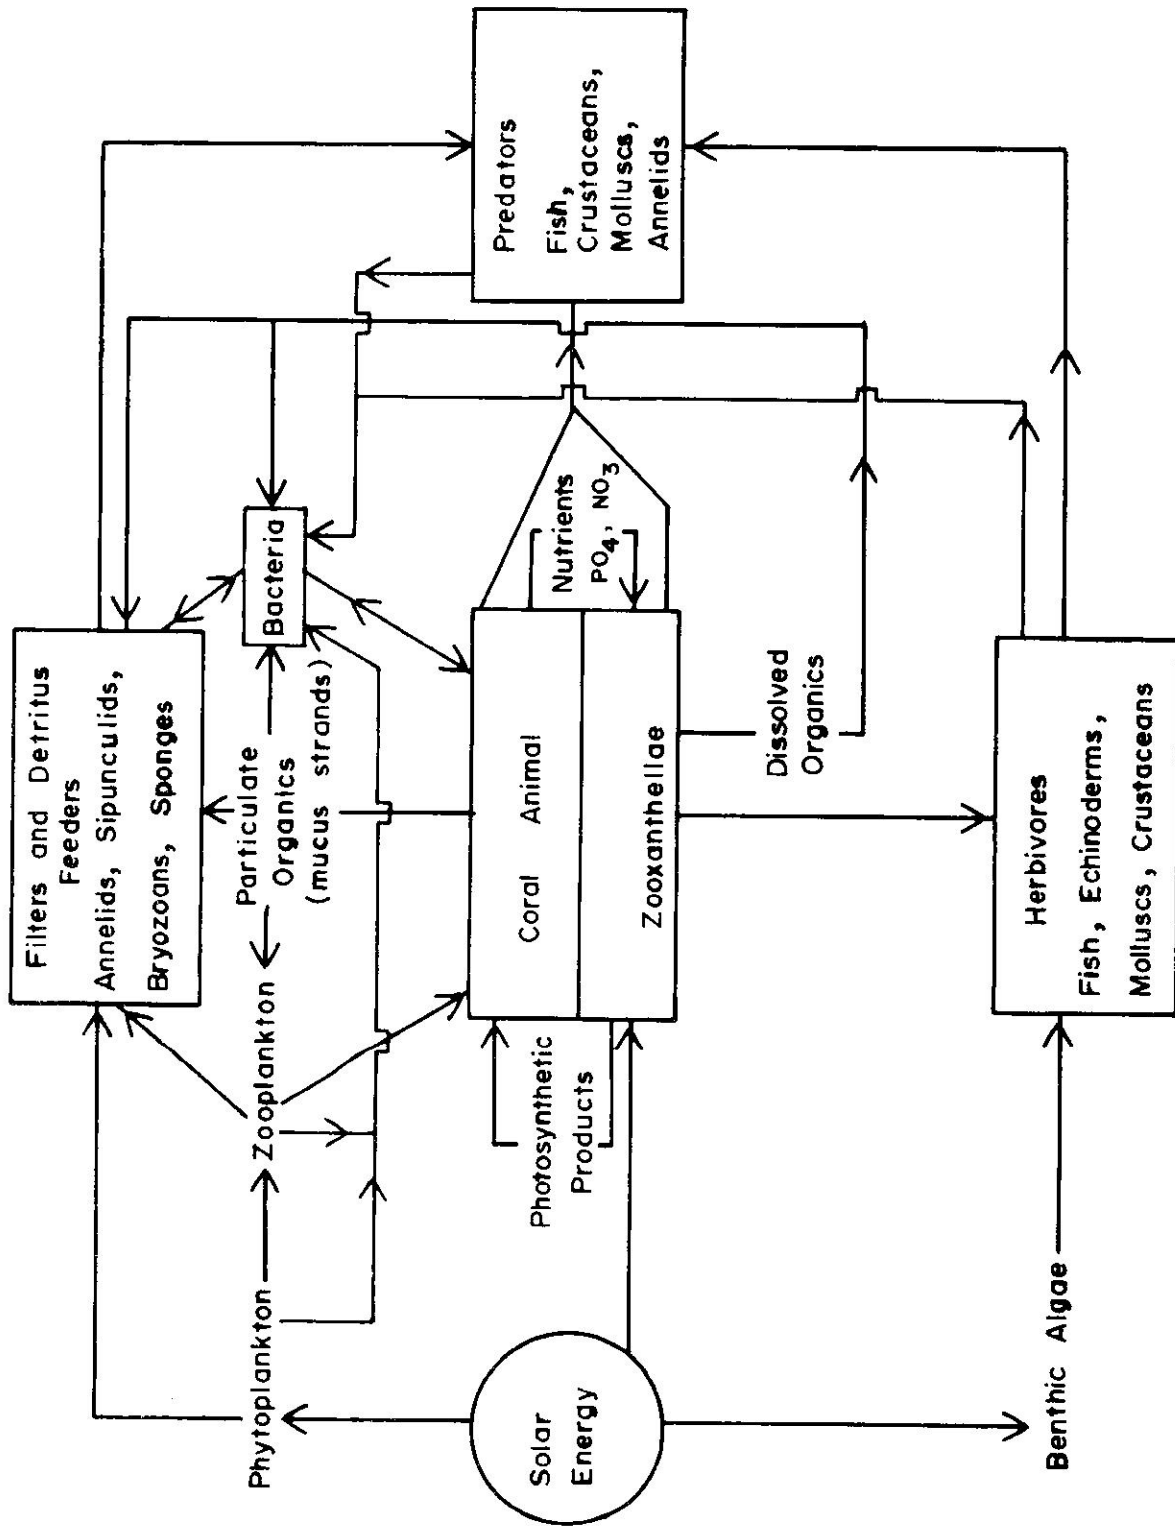 Filters and Detritus
Feeders
Annelids, Sipunculids,
Bryozoans, Sponges
Phytoplankton
Zooplankton
Particulate
Organics
(mucus strands)
Bacteria
Predators
Fish,
Crustaceans,
Molluscs,
Annelids
Solar
Energy
Photosynthetic
Products
Coral Animal
Zooxanthellae
Nutrients
PO₄, NO₃
Dissolved
Organics
Benthic Algae
Herbivores
Fish, Echinoderms,
Molluscs, Crustaceans